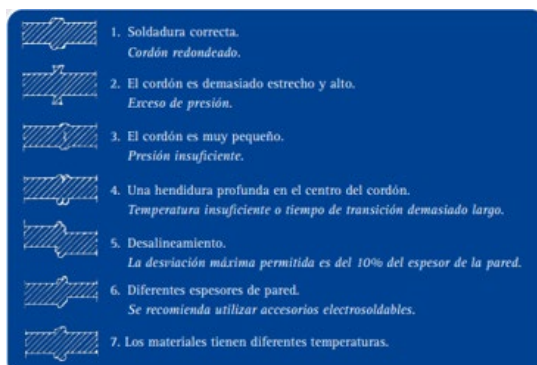 1. Soldadura correcta.
Cordón redondeado.
2. El cordón es demasiado estrecho y alto.
Exceso de presión.
3. El cordón es muy pequeño.
Presión insuficiente.
4. Una hendidura profunda en el centro del cordón.
Temperatura insuficiente o tiempo de transición demasiado largo.
5. Desalineamiento.
La desviación máxima permitida es del 10% del espesor de la pared.
6. Diferentes espesores de pared.
Se recomienda utilizar accesorios electrosoldables.
7. Los materiales tienen diferentes temperaturas.